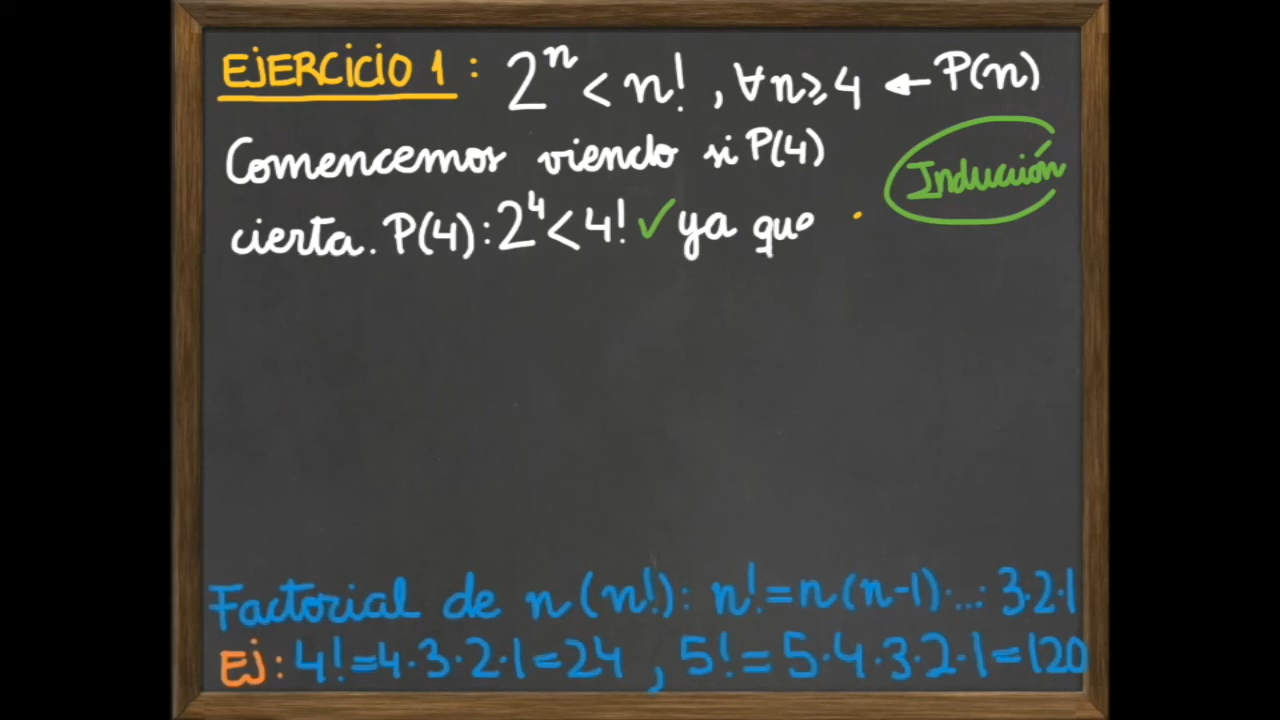 EJERCICIO 1: 2ⁿ < n! , ∀n ⩾ 4 ← P(n)
Comencemos viendo si P(4)
Inducción
cierta. P(4): 2⁴ < 4! ✓ ya que
Factorial de n (n!): n! = n(n-1)·...· 3·2·1
Ej: 4! = 4·3·2·1 = 24 , 5! = 5·4·3·2·1 = 120